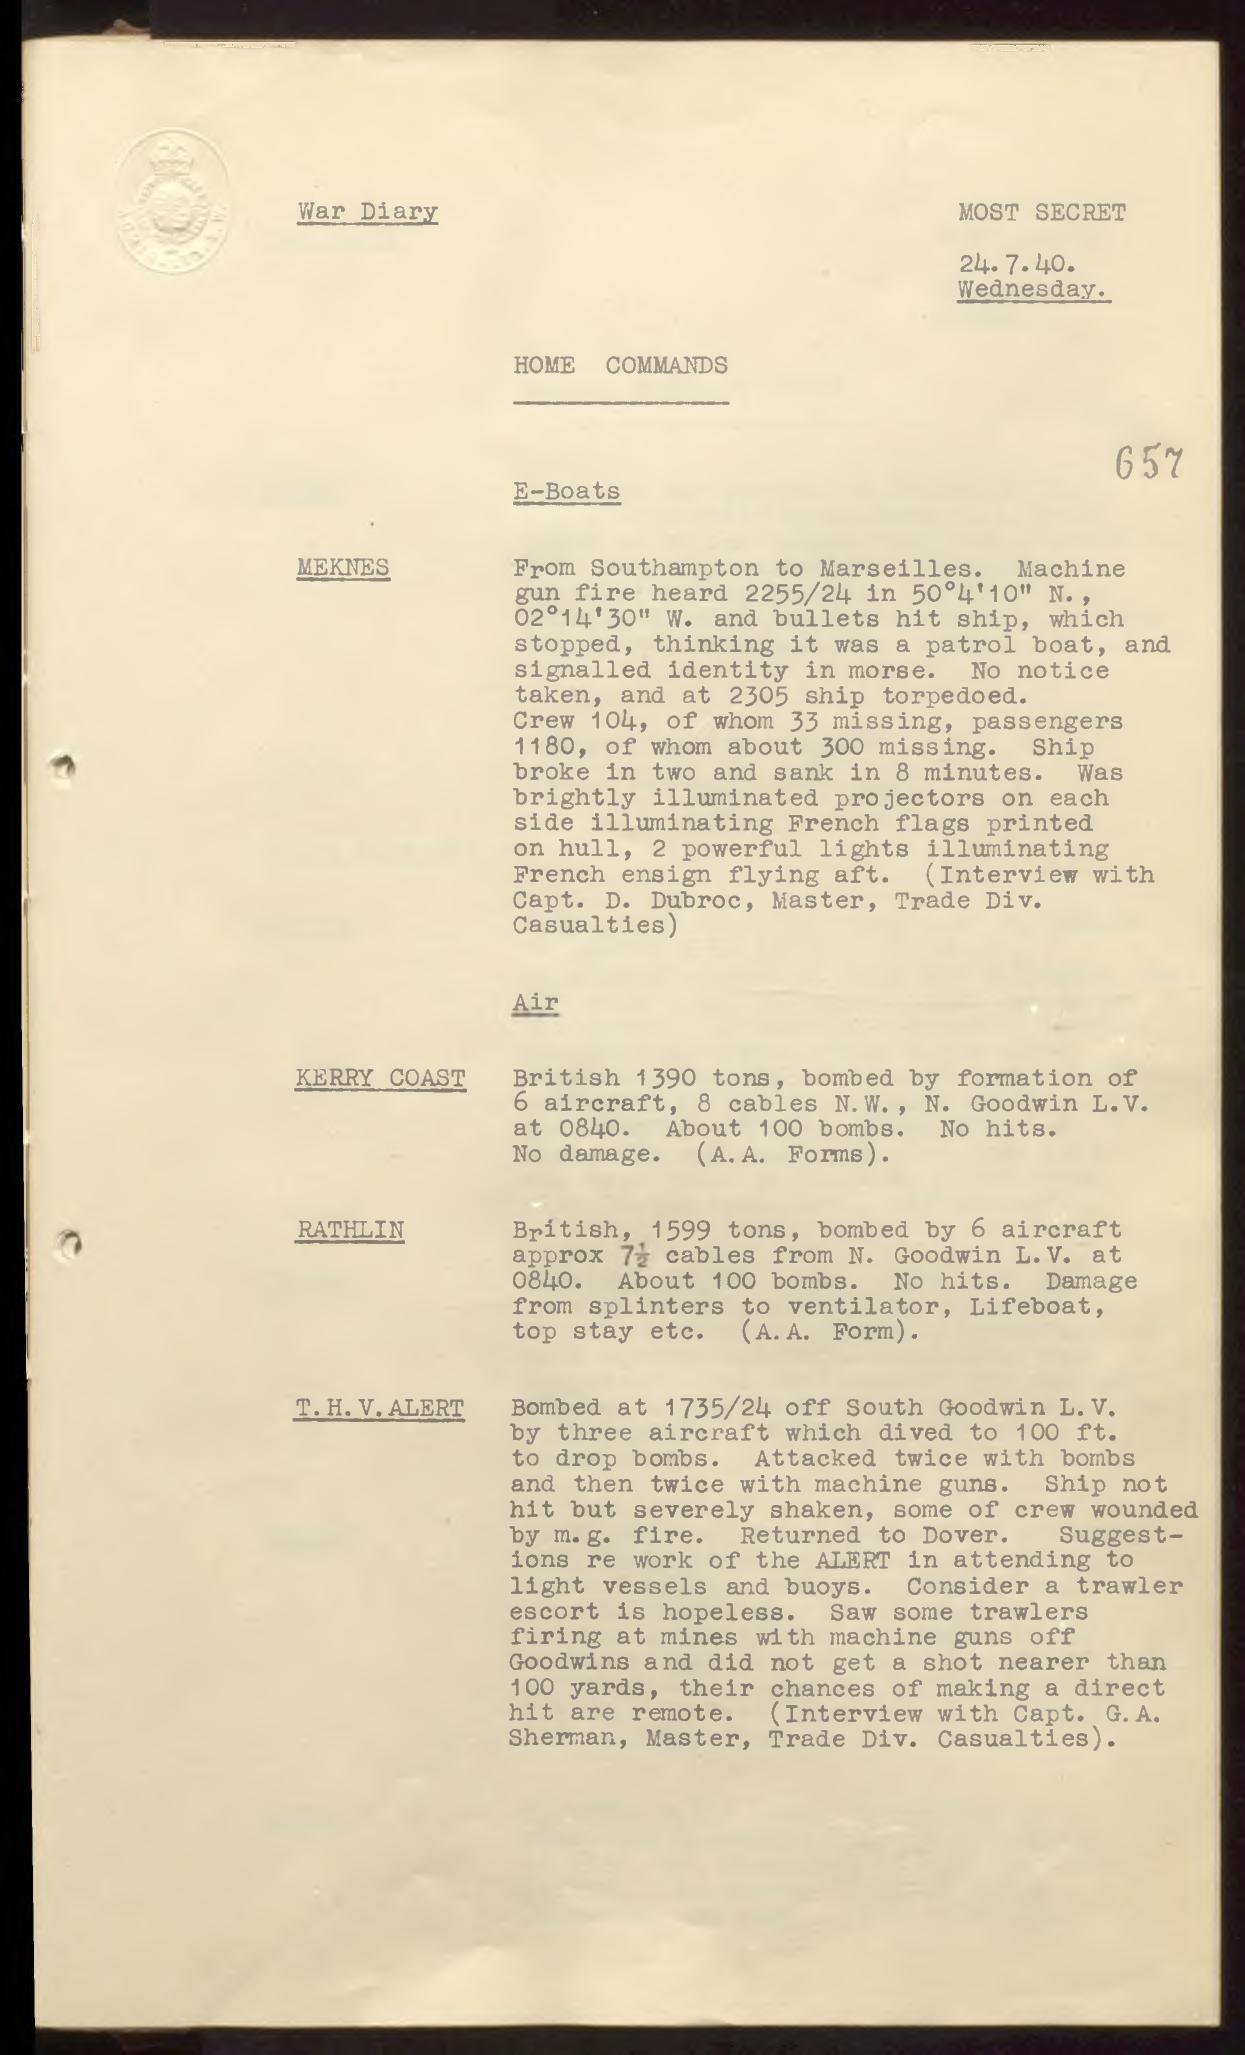 War Diary
MOST SECRET
24.7.40.
Wednesday.
HOME COMMANDS
657
E-Boats
MEKNES
From Southampton to Marseilles. Machine
gun fire heard 2255/24 in 50°4'10" N.,
02°14'30" W. and bullets hit ship, which
stopped, thinking it was a patrol boat, and
signalled identity in morse. No notice
taken, and at 2305 ship torpedoed.
Crew 104, of whom 33 missing, passengers
1180, of whom about 300 missing. Ship
broke in two and sank in 8 minutes. Was
brightly illuminated projectors on each
side illuminating French flags printed
on hull, 2 powerful lights illuminating
French ensign flying aft. (Interview with
Capt. D. Dubroc, Master, Trade Div.
Casualties)
Air
KERRY COAST
British 1390 tons, bombed by formation of
6 aircraft, 8 cables N.W., N. Goodwin L.V.
at 0840. About 100 bombs. No hits.
No damage. (A.A. Forms).
RATHLIN
British, 1599 tons, bombed by 6 aircraft
approx 7½ cables from N. Goodwin L.V. at
0840. About 100 bombs. No hits. Damage
from splinters to ventilator, Lifeboat,
top stay etc. (A.A. Form).
T.H.V.ALERT
Bombed at 1735/24 off South Goodwin L.V.
by three aircraft which dived to 100 ft.
to drop bombs. Attacked twice with bombs
and then twice with machine guns. Ship not
hit but severely shaken, some of crew wounded
by m.g. fire. Returned to Dover. Suggest-
ions re work of the ALERT in attending to
light vessels and buoys. Consider a trawler
escort is hopeless. Saw some trawlers
firing at mines with machine guns off
Goodwins and did not get a shot nearer than
100 yards, their chances of making a direct
hit are remote. (Interview with Capt. G.A.
Sherman, Master, Trade Div. Casualties).